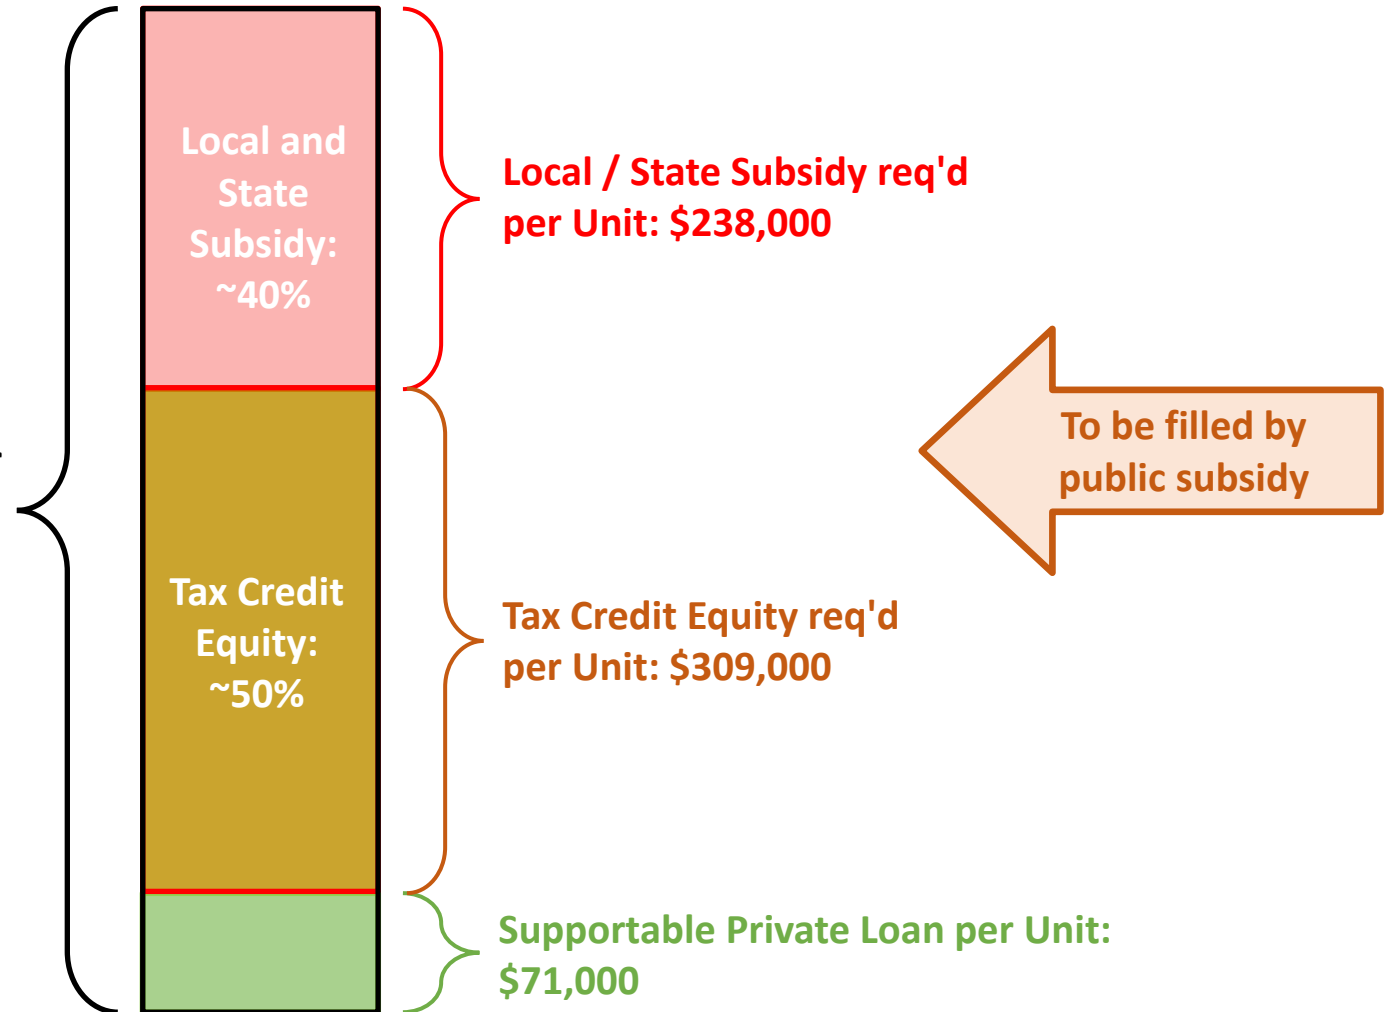 Local and
State
Subsidy:
~40%
Local / State Subsidy req'd
per Unit: $238,000
To be filled by
public subsidy
Tax Credit
Equity:
~50%
Tax Credit Equity req'd
per Unit: $309,000
Supportable Private Loan per Unit:
$71,000